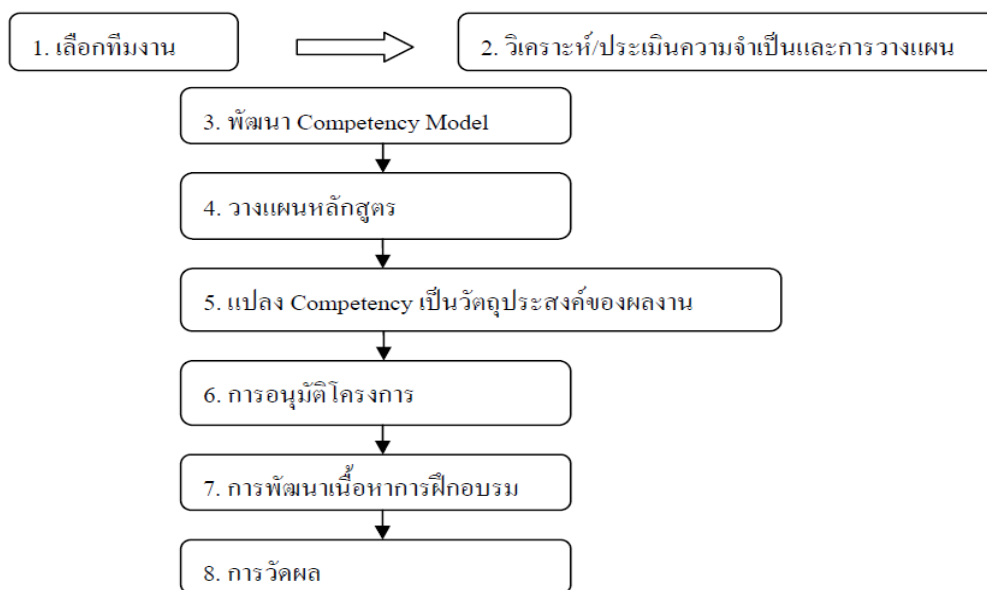 1. เลือกทีมงาน
2. วิเคราะห์/ประเมินความจำเป็นและการวางแผน
3. พัฒนา Competency Model
4. วางแผนหลักสูตร
5. แปลง Competency เป็นวัตถุประสงค์ของผลงาน
6. การอนุมัติโครงการ
7. การพัฒนาเนื้อหาการฝึกอบรม
8. การวัดผล